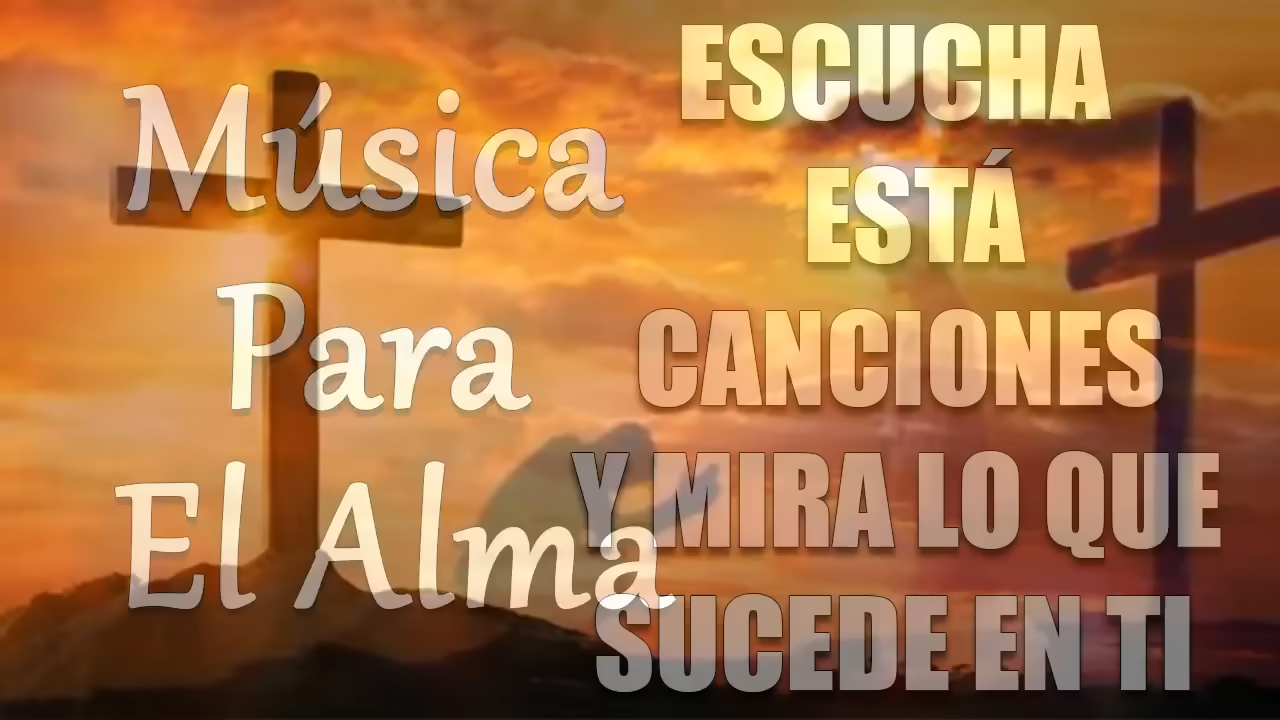 Música
Para
El Alma
ESCUCHA
ESTÁ
CANCIONES
Y MIRA LO QUE
SUCEDE EN TI